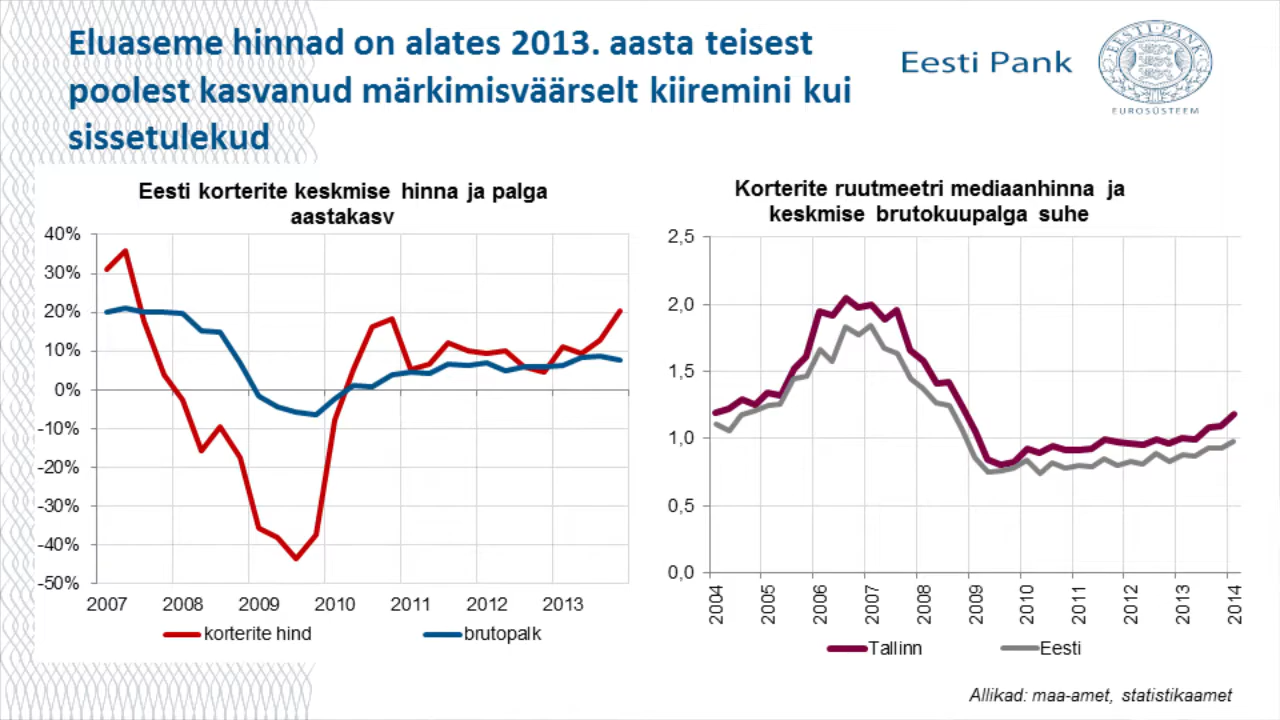 Eluaseme hinnad on alates 2013. aasta teisest
poolest kasvanud märkimisväärselt kiiremini kui
sissetulekud
Eesti Pank
EESTI PANK
EUROSÜSTEEM
Eesti korterite keskmise hinna ja palga
aastakasv
40%
30%
20%
10%
0%
-10%
-20%
-30%
-40%
-50%
2007 2008 2009 2010 2011 2012 2013
korterite hind brutopalk
Korterite ruutmeetri mediaanhinna ja
keskmise brutokuupalga suhe
2,5
2,0
1,5
1,0
0,5
0,0
2004 2005 2006 2007 2008 2009 2010 2011 2012 2013 2014
Tallinn Eesti
Allikad: maa-amet, statistikaamet